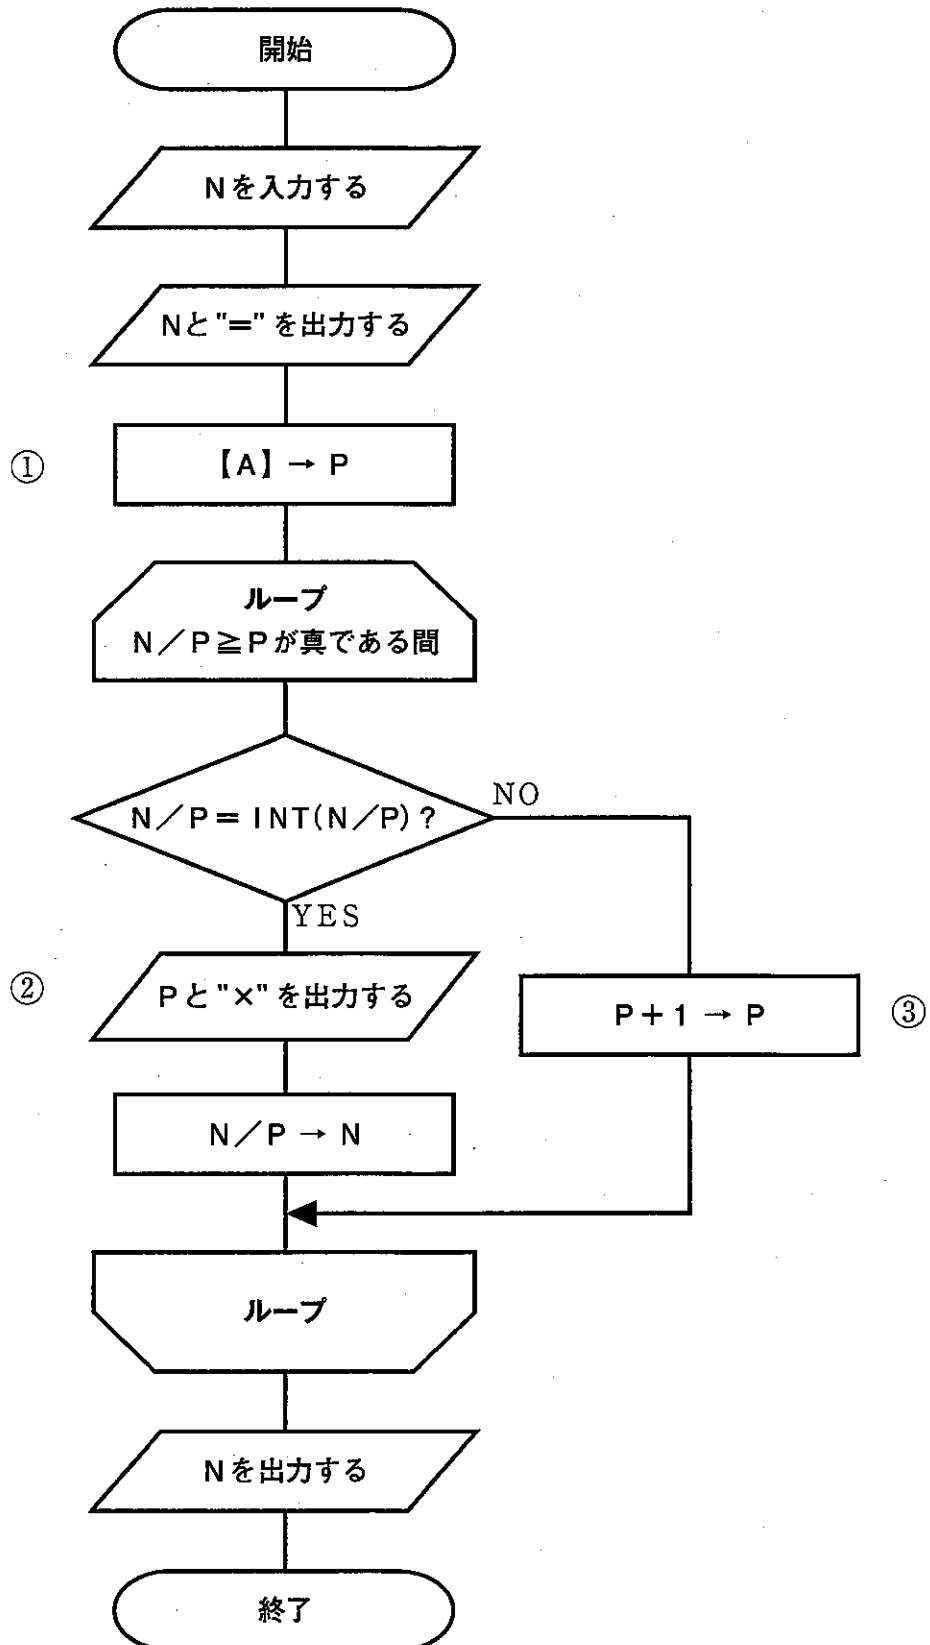 開始
Nを入力する
Nと"="を出力する
①
【A】→ P
ループ
N／P≧Pが真である間
N／P＝INT(N／P)？
NO
YES
②
Pと"×"を出力する
P＋1 → P
③
N／P → N
ループ
Nを出力する
終了